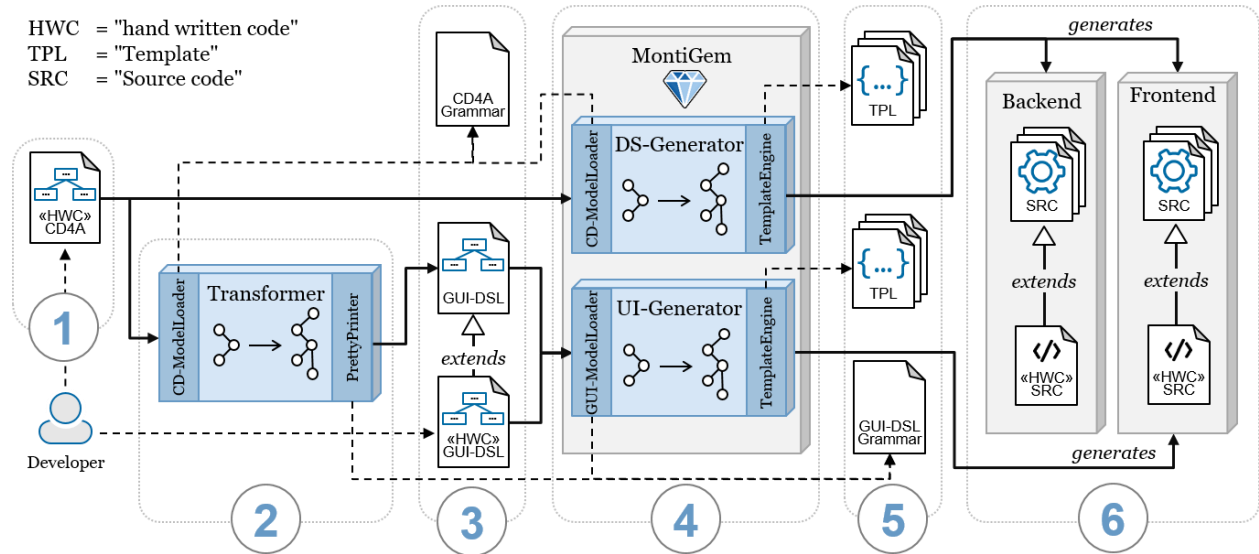 HWC = "hand written code"
TPL = "Template"
SRC = "Source code"
«HWC»
CD4A
1
Developer
CD-ModelLoader
Transformer
PrettyPrinter
2
CD4A
Grammar
GUI-DSL
extends
«HWC»
GUI-DSL
3
MontiGem
CD-ModelLoader
DS-Generator
TemplateEngine
GUI-ModelLoader
UI-Generator
TemplateEngine
4
{...}
TPL
{...}
TPL
GUI-DSL
Grammar
5
generates
Backend
SRC
extends
</>
«HWC»
SRC
Frontend
SRC
extends
</>
«HWC»
SRC
generates
6